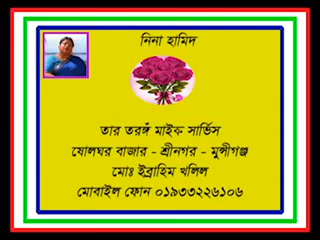 নিনা হামিদ
তার তরঙ্গঁ মাইক সার্ভিস
ষোলঘর বাজার - শ্রীনগর - মুন্সীগঞ্জ
মোঃ ইব্রাহিম খলিল
মোবাইল ফোন ০১৯৩৩২২৬১০৬